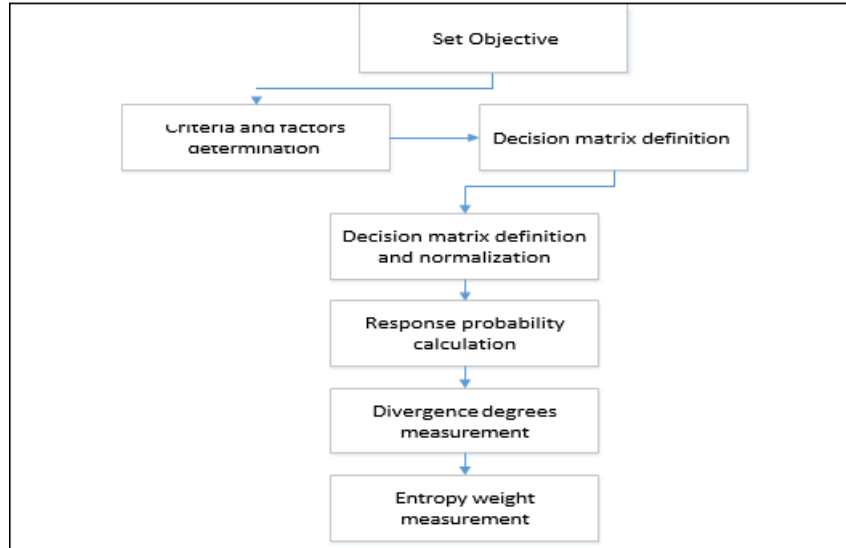 Set Objective
Criteria and factors
determination
Decision matrix definition
Decision matrix definition
and normalization
Response probability
calculation
Divergence degrees
measurement
Entropy weight
measurement